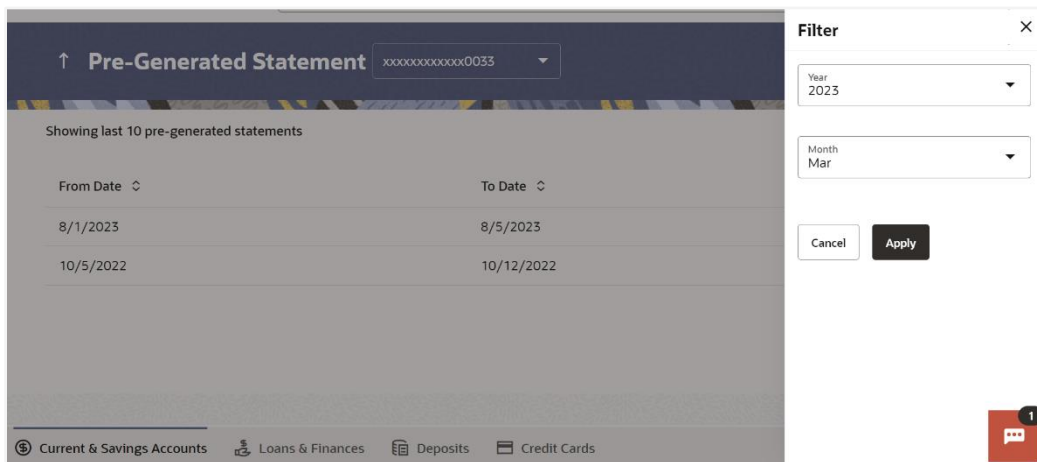 Pre-Generated Statement xxxxxxxxxxxx0033
Showing last 10 pre-generated statements
From Date To Date
8/1/2023 8/5/2023
10/5/2022 10/12/2022
Current & Savings Accounts Loans & Finances Deposits Credit Cards
Filter
Year
2023
Month
Mar
Cancel Apply
1